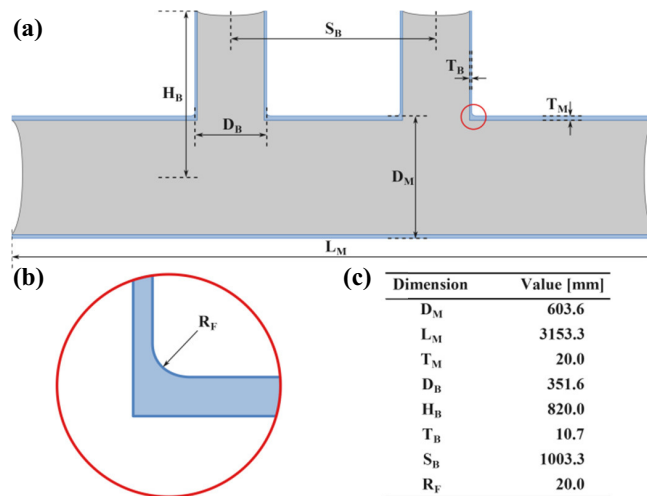 (a)
S_B
T_B
H_B
T_M
D_B
D_M
L_M
(b)
R_F
(c)
Dimension Value [mm]
D_M 603.6
L_M 3153.3
T_M 20.0
D_B 351.6
H_B 820.0
T_B 10.7
S_B 1003.3
R_F 20.0